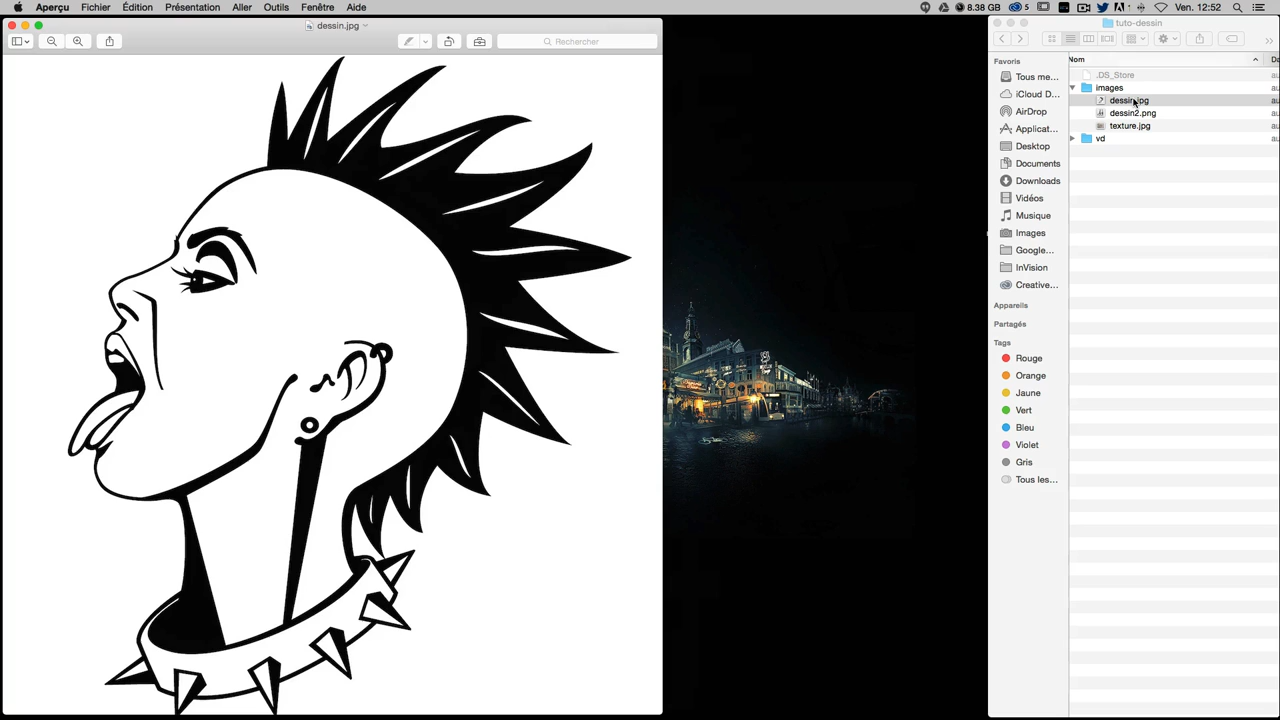 Aperçu Fichier Édition Présentation Aller Outils Fenêtre Aide 8.38 GB 5 Ven. 12:52
dessin.jpg
Rechercher
tuto-dessin
Nom
Da
Favoris
Tous me...
iCloud D...
AirDrop
Applicat...
Desktop
Documents
Downloads
Vidéos
Musique
Images
Google...
InVision
Creative...
Appareils
Partagés
Tags
Rouge
Orange
Jaune
Vert
Bleu
Violet
Gris
Tous les...
.DS_Store
images
dessin.jpg
dessin2.png
texture.jpg
vd